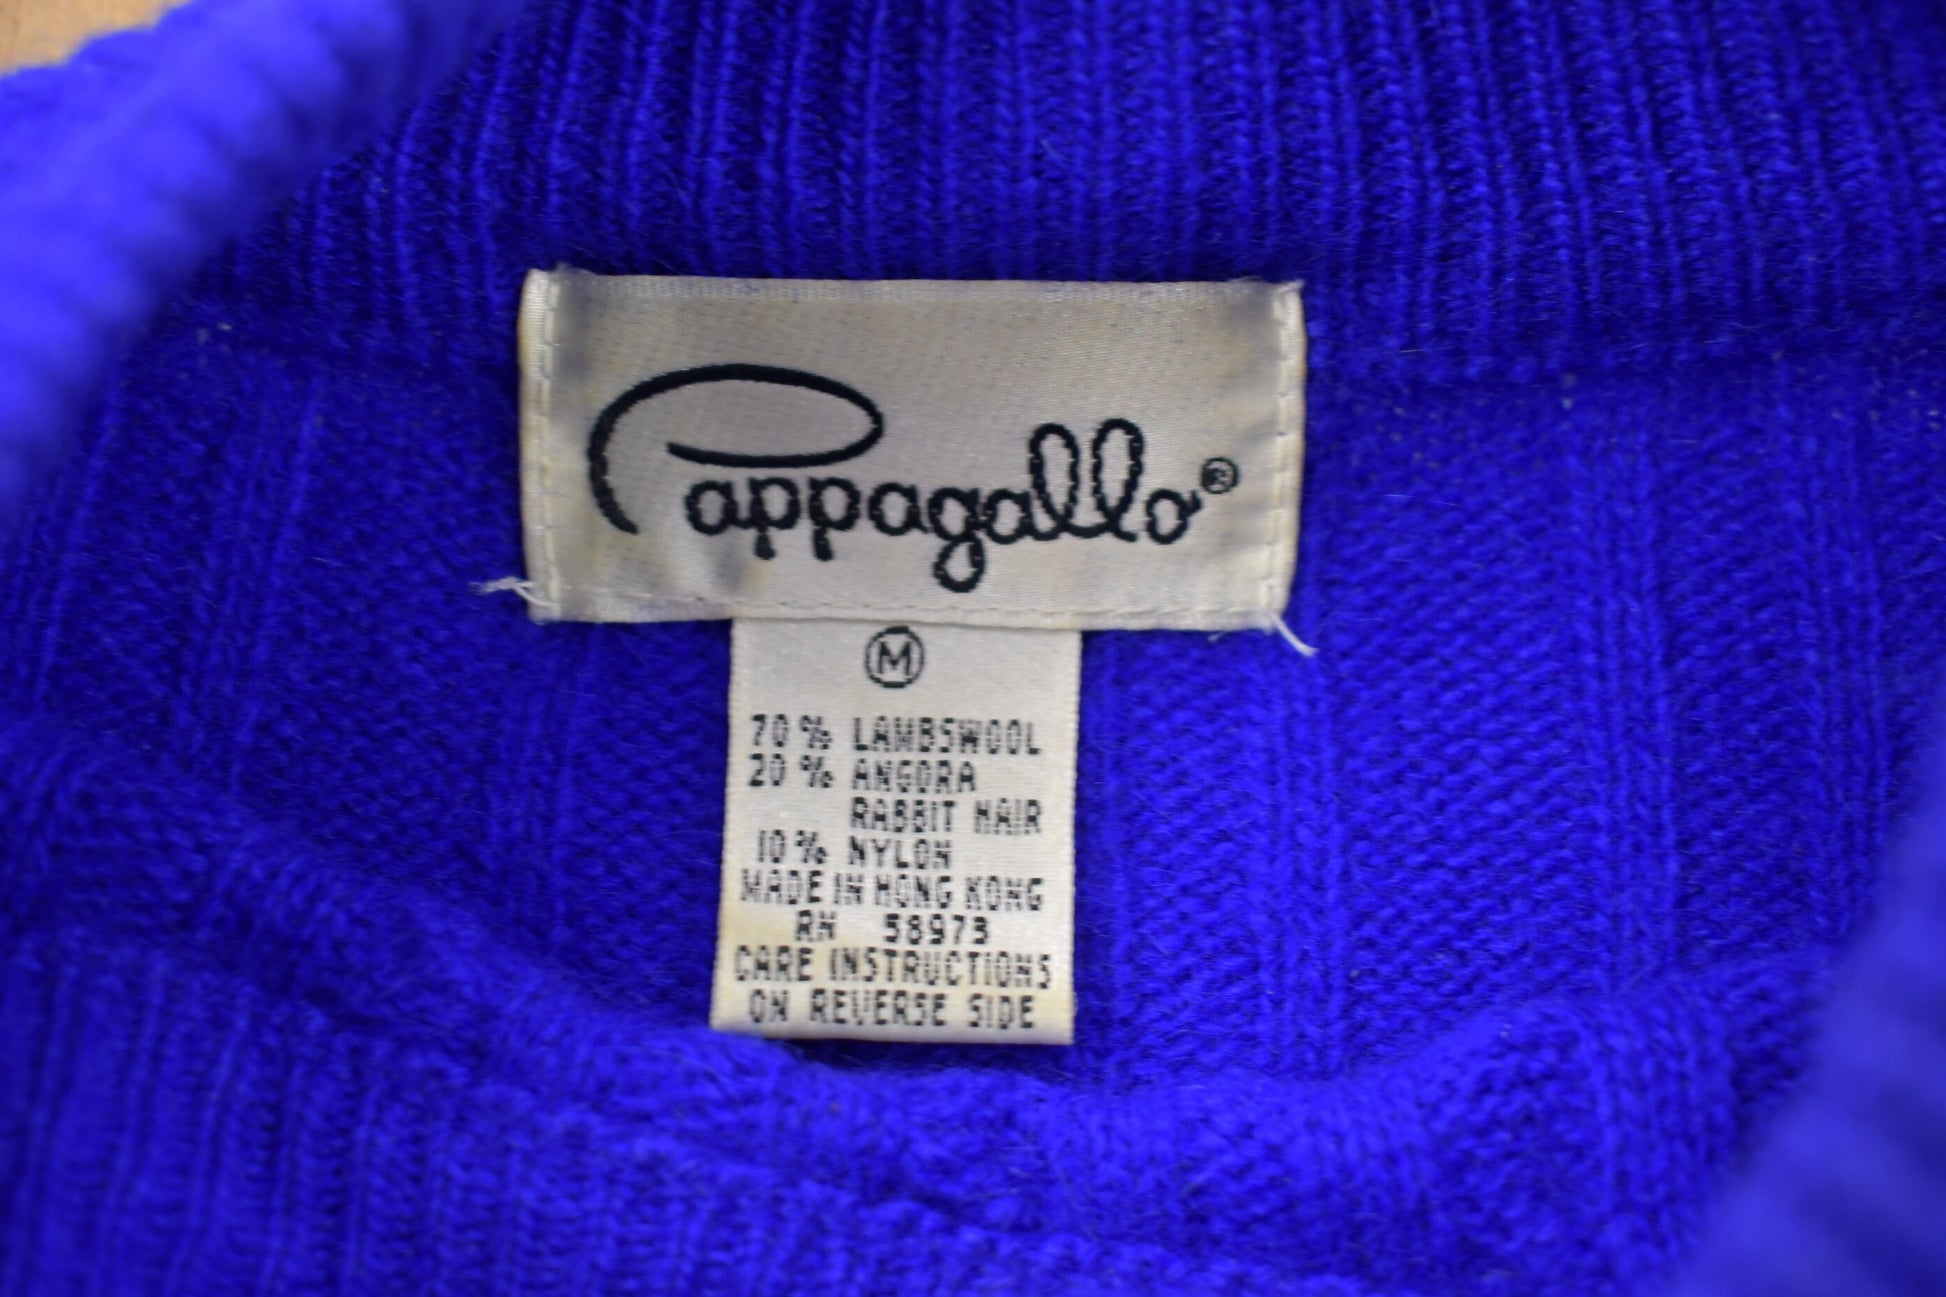 Pappagallo®
M
70% LAMBSWOOL
20% ANGORA
RABBIT HAIR
10% NYLON
MADE IN HONG KONG
RN 58973
CARE INSTRUCTIONS
ON REVERSE SIDE